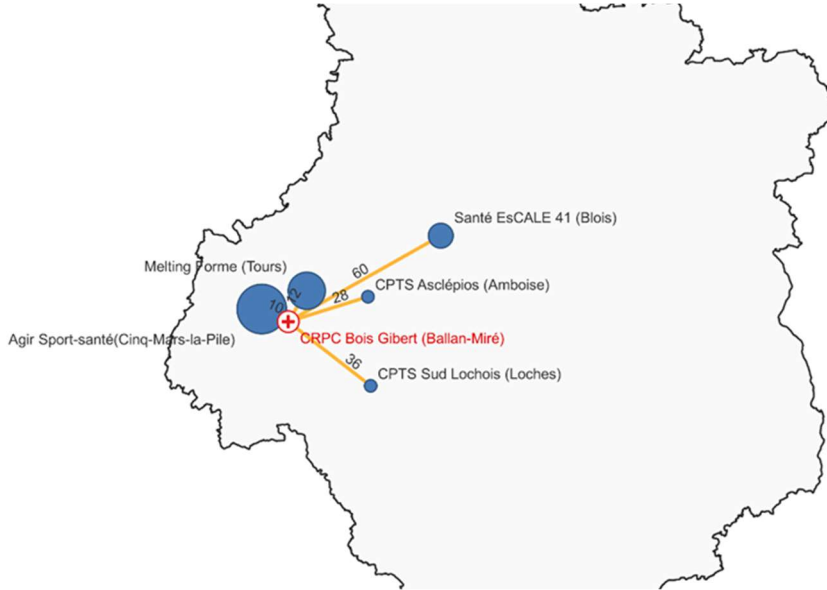 Santé EsCALE 41 (Blois)
60
Melting Forme (Tours)
CPTS Asclépios (Amboise)
28
12
10
CRPC Bois Gibert (Ballan-Miré)
Agir Sport-santé(Cinq-Mars-la-Pile)
36
CPTS Sud Lochois (Loches)